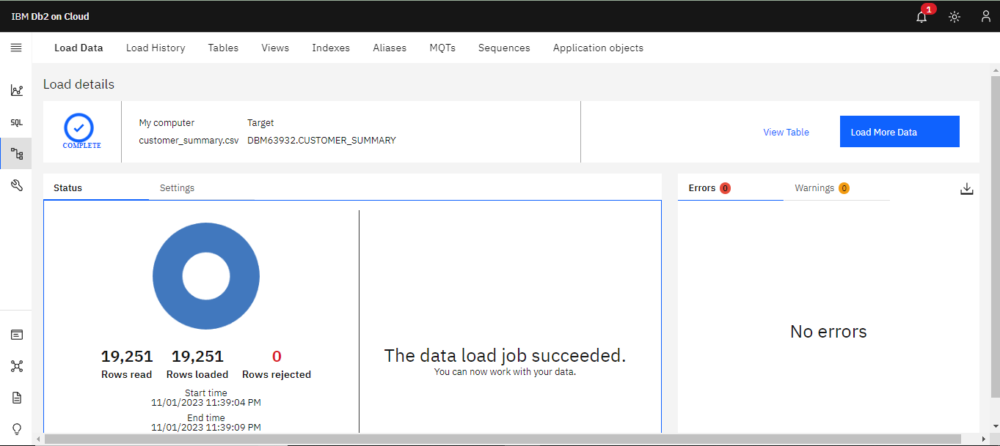 IBM Db2 on Cloud
1
Load Data Load History Tables Views Indexes Aliases MQTs Sequences Application objects
SQL
Load details
COMPLETE
My computer Target
customer_summary.csv DBM63932.CUSTOMER_SUMMARY
View Table
Load More Data
Status Settings
19,251 19,251 0
Rows read Rows loaded Rows rejected
Start time
11/01/2023 11:39:04 PM
End time
11/01/2023 11:39:09 PM
The data load job succeeded.
You can now work with your data.
Errors 0 Warnings 0
No errors